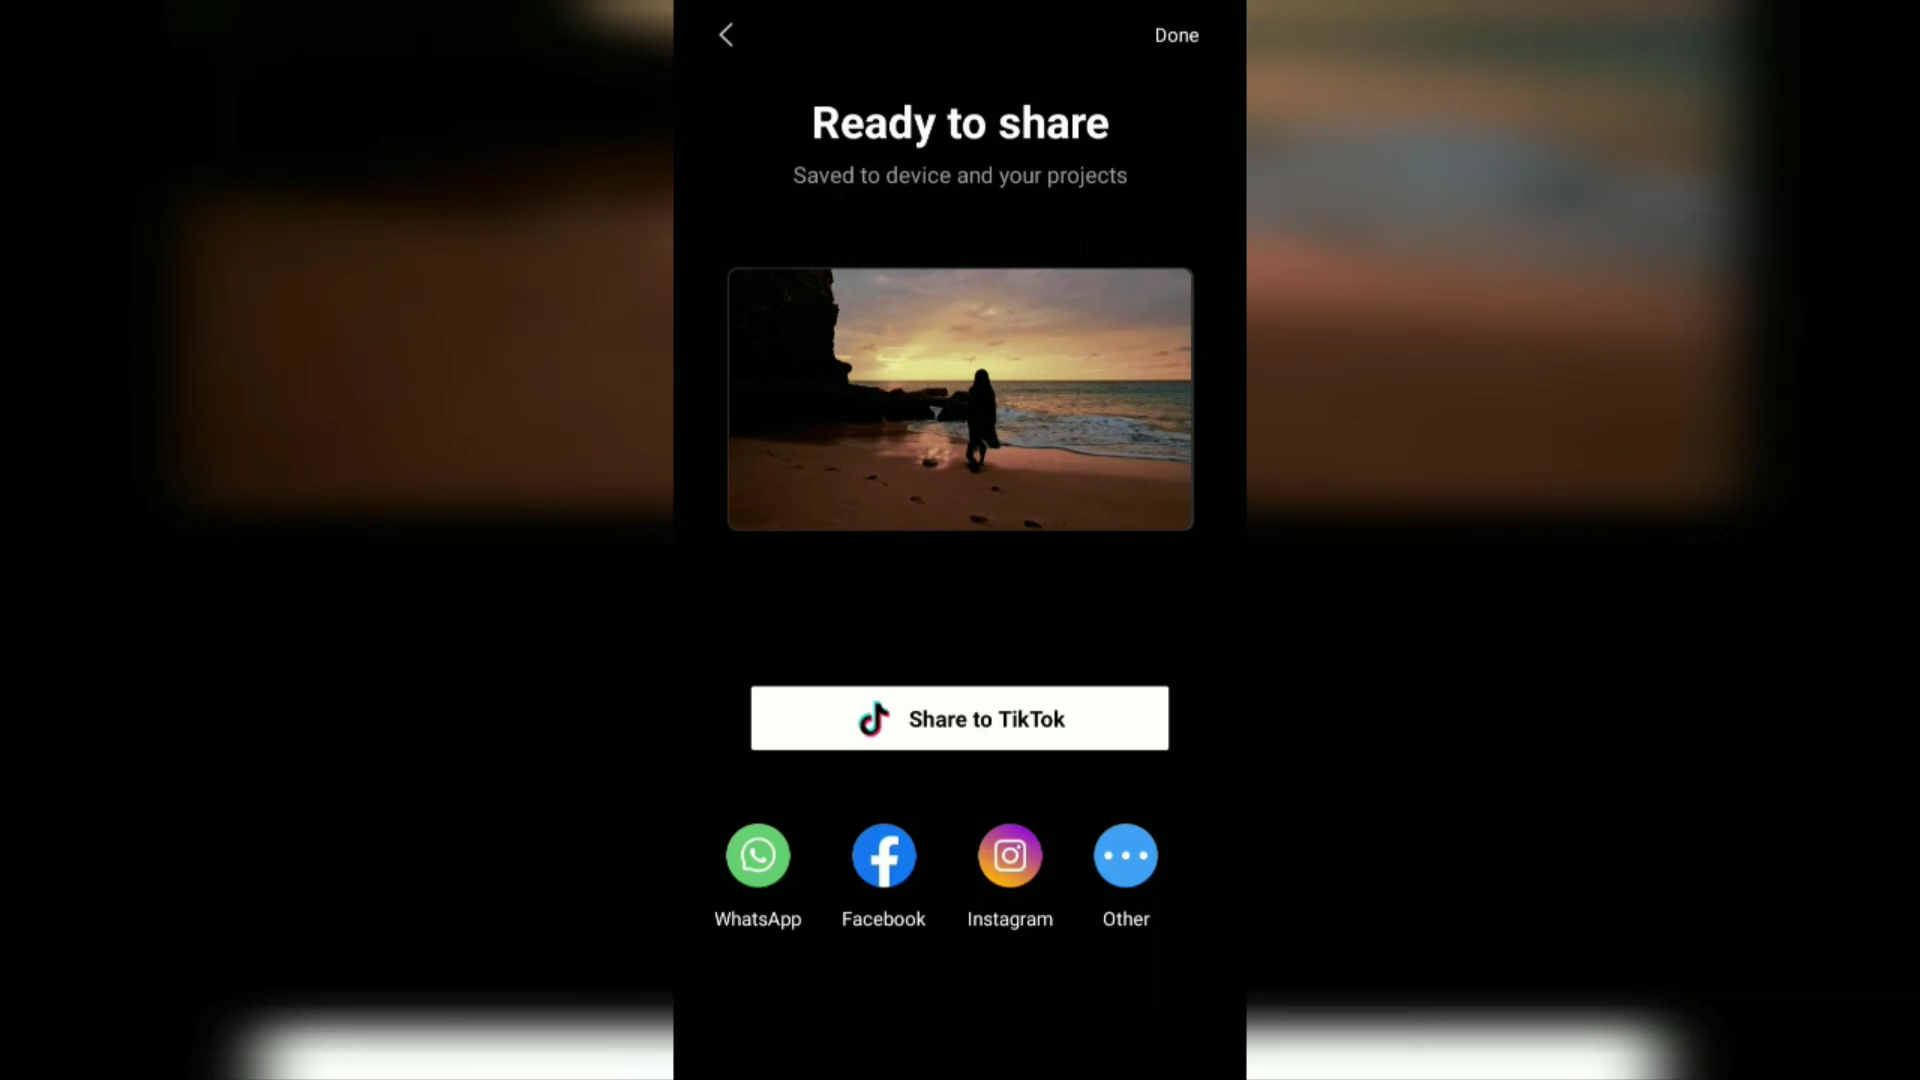 Done
Ready to share
Saved to device and your projects
Share to TikTok
WhatsApp
Facebook
Instagram
Other